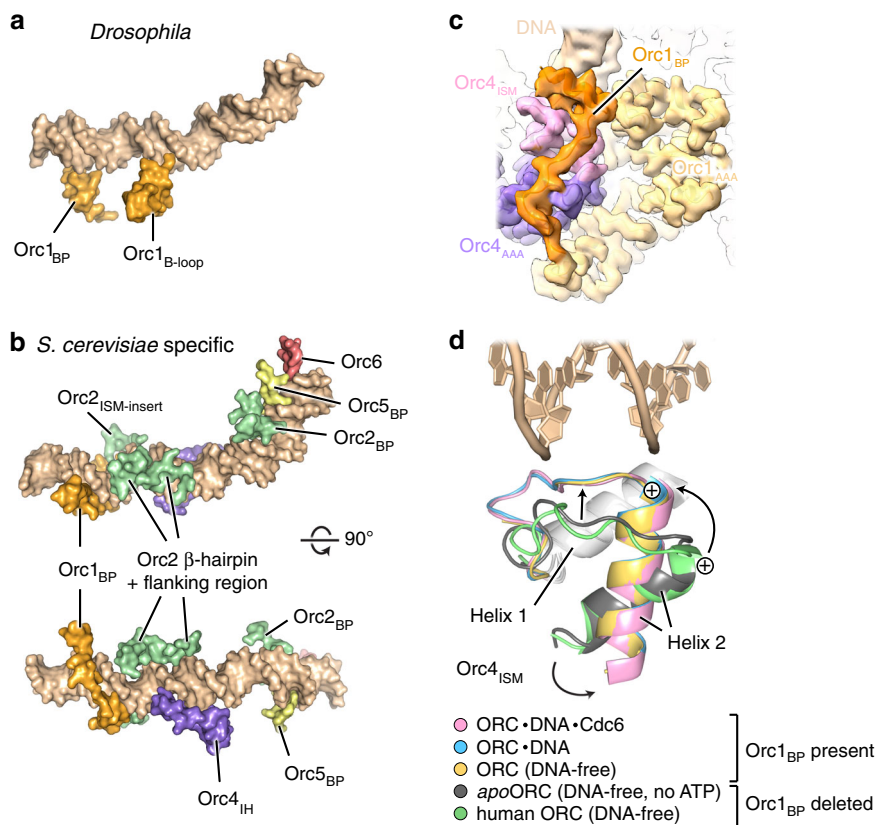 a
Drosophila
Orc1BP
Orc1B-loop
b S. cerevisiae specific
Orc6
Orc5BP
Orc2BP
Orc2ISM-insert
90°
Orc1BP
Orc2 β-hairpin
+ flanking region
Orc2BP
Orc5BP
Orc4IH
c
DNA
Orc1BP
Orc4ISM
Orc1AAA
Orc4AAA
d
+
+
Helix 1
Helix 2
Orc4ISM
ORC•DNA•Cdc6
ORC•DNA
ORC (DNA-free)
Orc1BP present
apoORC (DNA-free, no ATP)
human ORC (DNA-free)
Orc1BP deleted